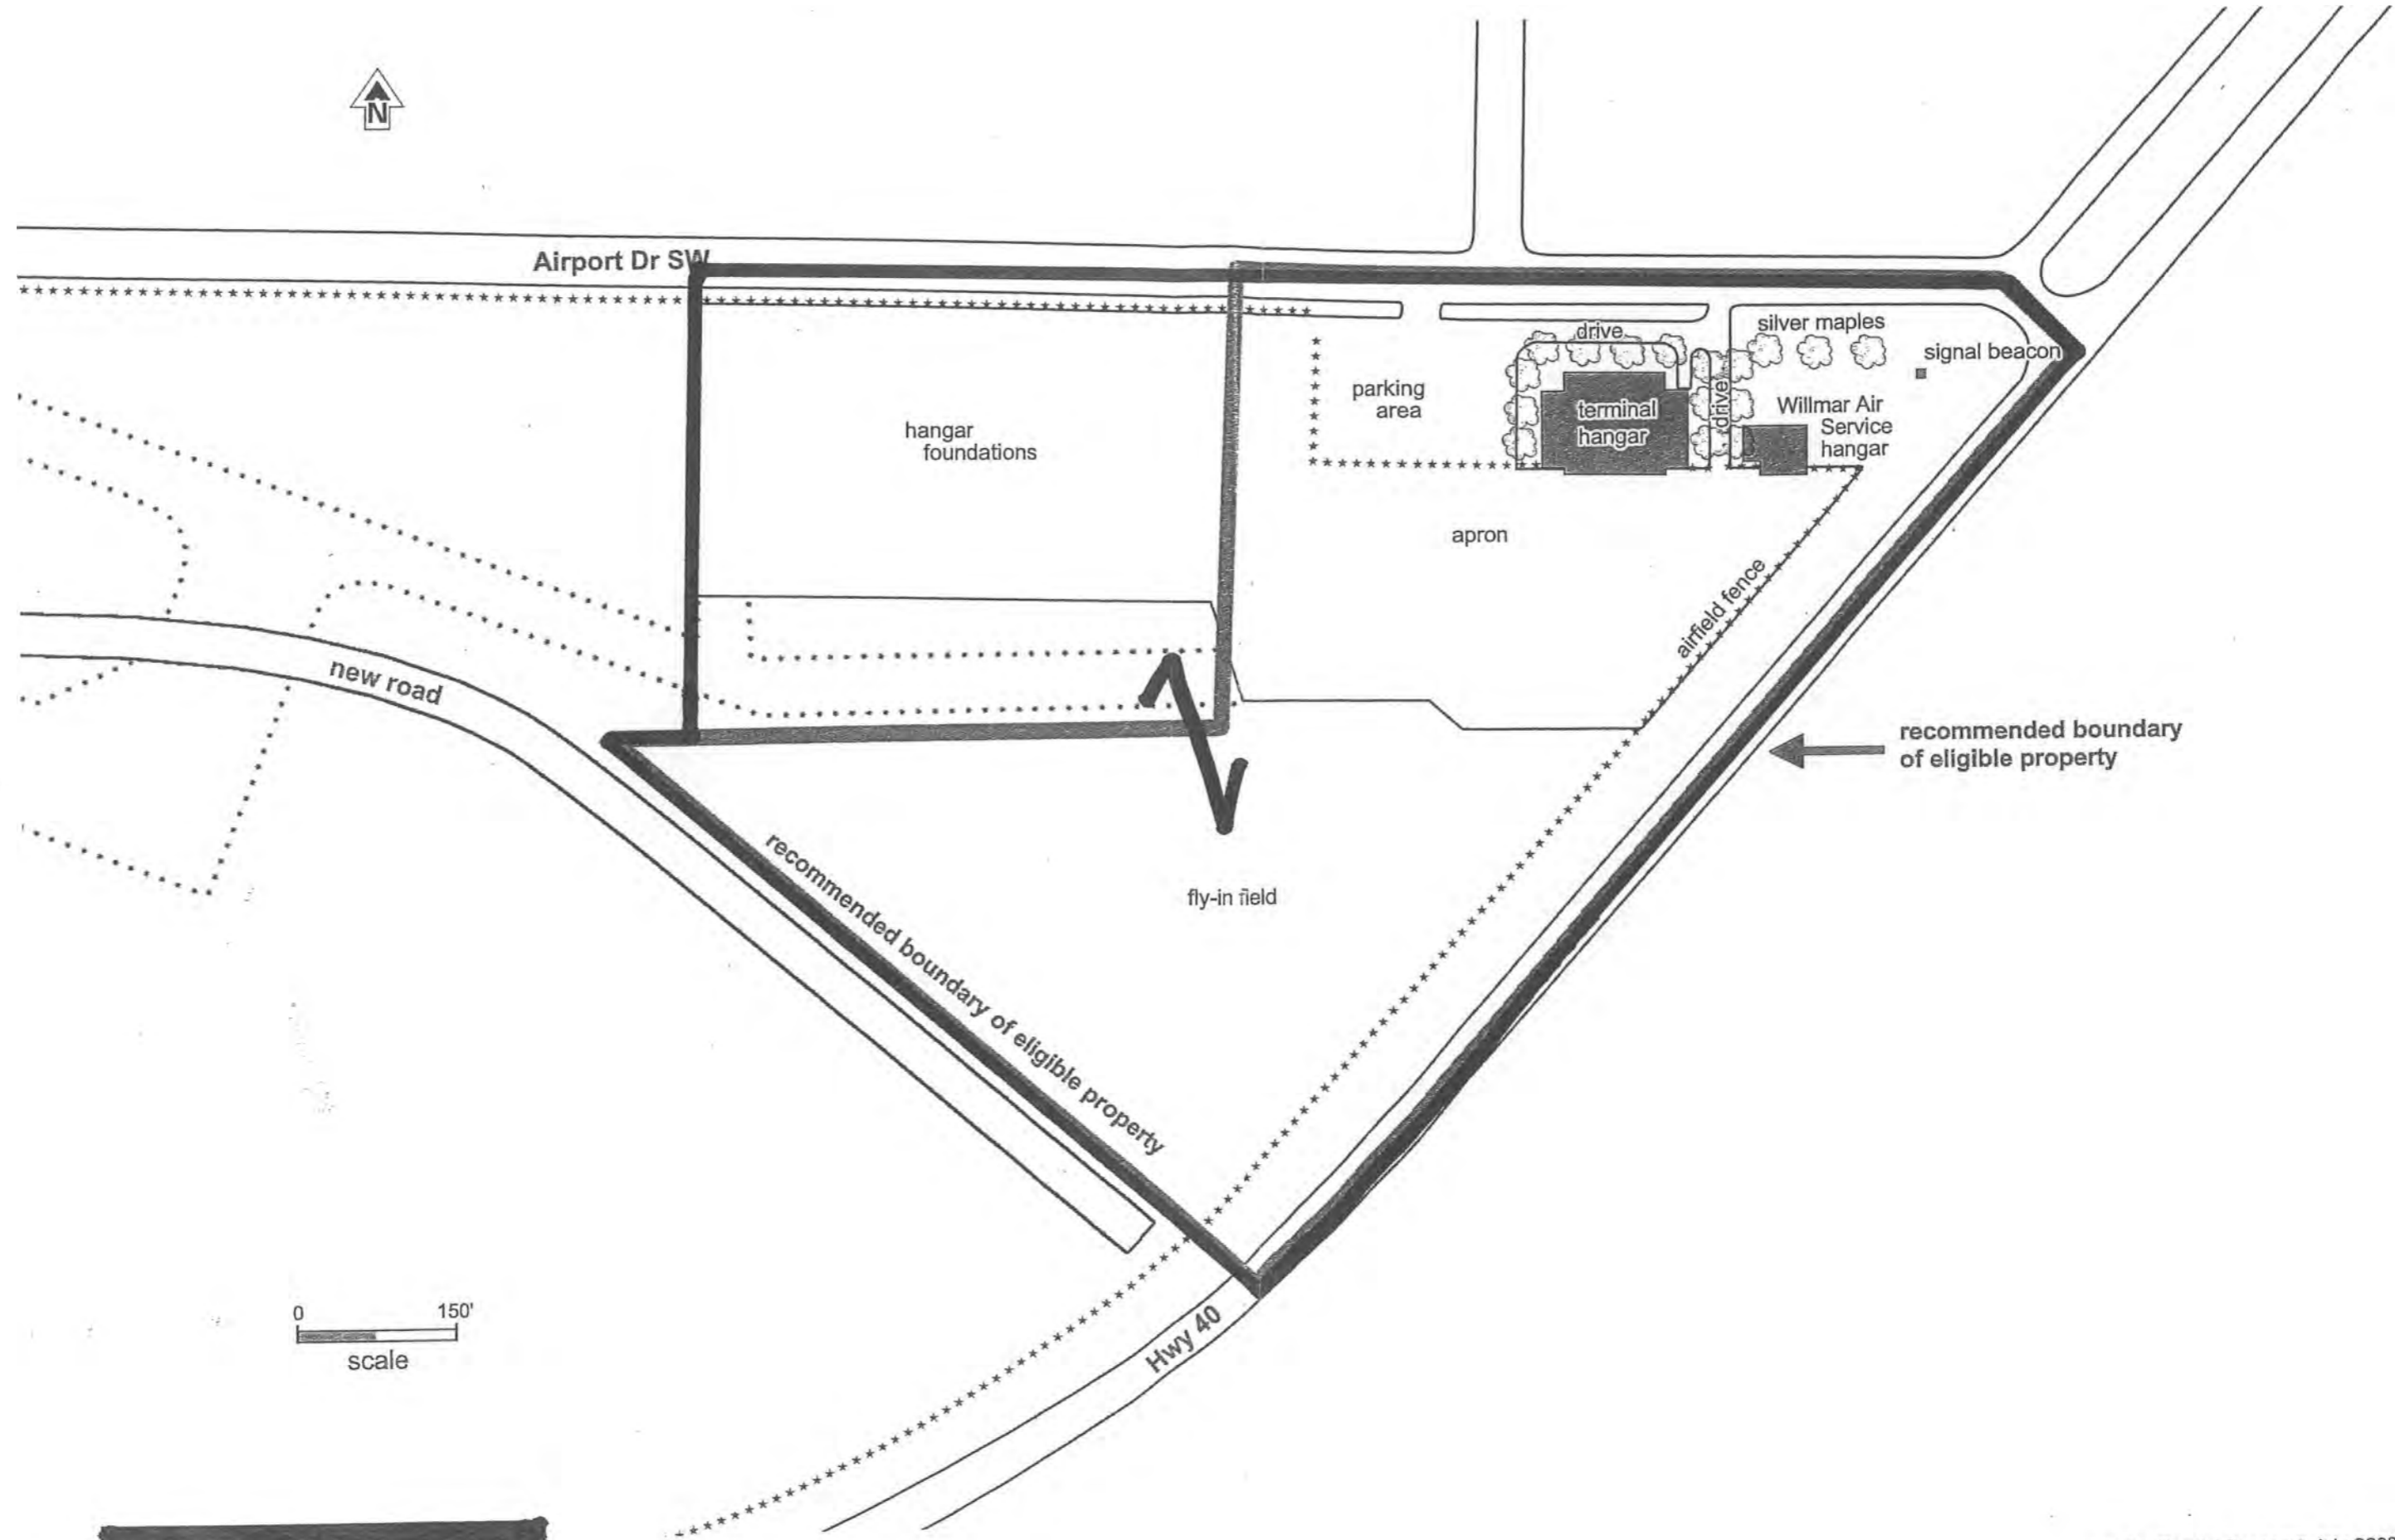 N
Airport Dr SW
drive
silver maples
signal beacon
parking
area
terminal
hangar
drive
Willmar Air
Service
hangar
hangar
foundations
apron
airfield fence
new road
recommended boundary
of eligible property
recommended boundary of eligible property
fly-in field
0 150'
scale
Hwy 40